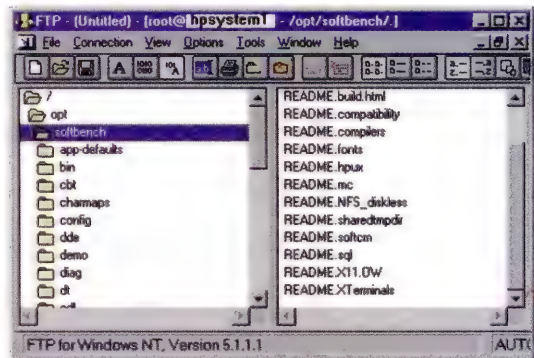 FTP - (Untitled) - [root@hpsystem1 - /opt/softbench/.]
File Connection View Options Tools Window Help
/
opt
softbench
app-defaults
bin
cbt
charmaps
config
dde
demo
diag
dt
README.build.html
README.compatibility
README.compilers
README.fonts
README.hpux
README.mc
README.NFS_diskless
README.sharedtmpdir
README.softcm
README.sql
README.X11.DW
README.XTerminals
FTP for Windows NT, Version 5.1.1.1
AUTO